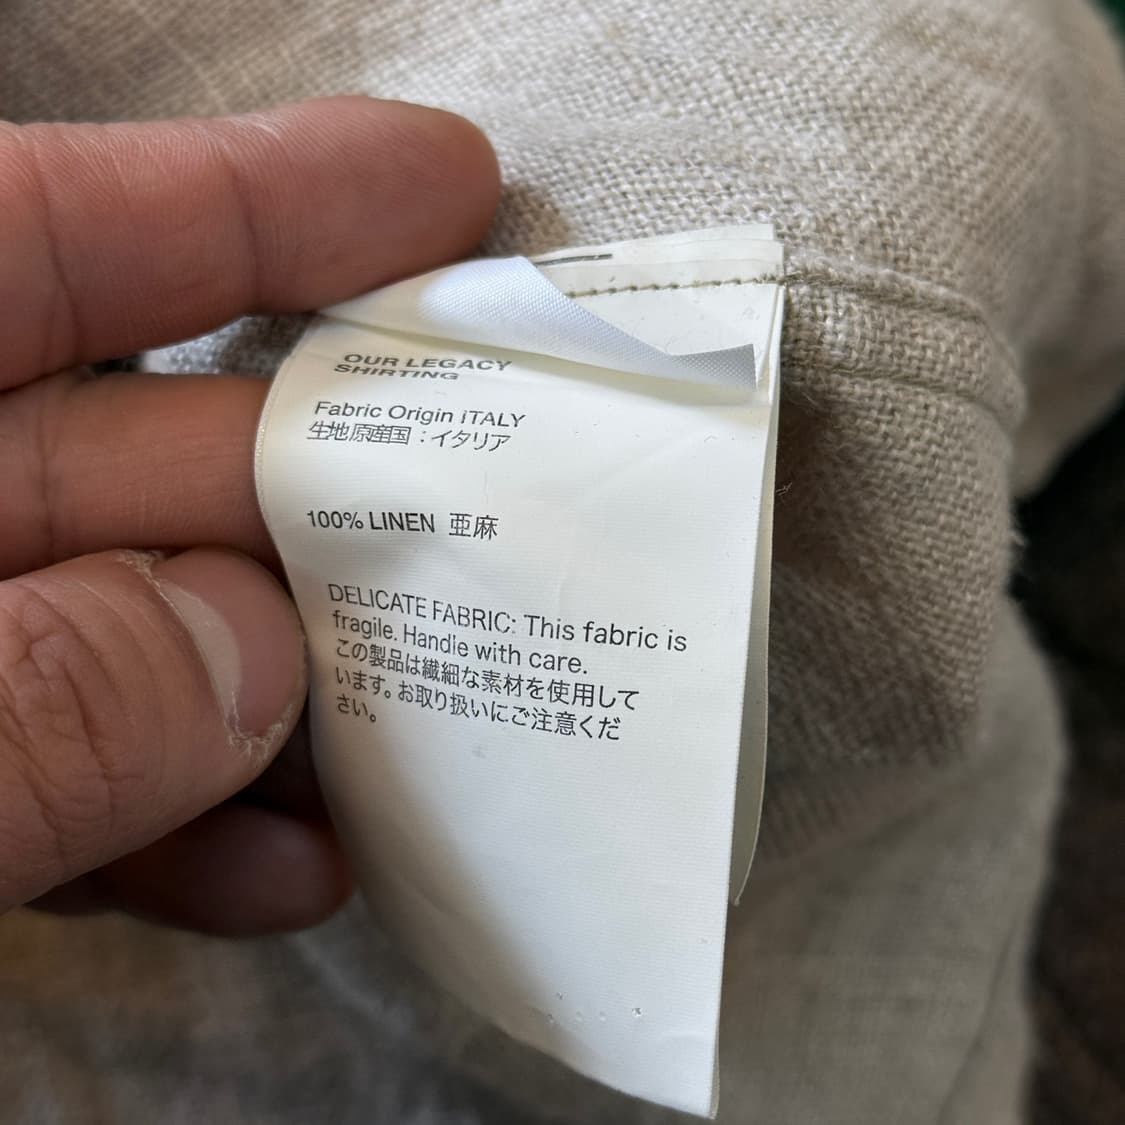 OUR LEGACY
SHIRTING
Fabric Origin ITALY
生地原産国：イタリア
100% LINEN 亜麻
DELICATE FABRIC: This fabric is
fragile. Handle with care.
この製品は繊細な素材を使用して
います。お取り扱いにご注意くだ
さい。